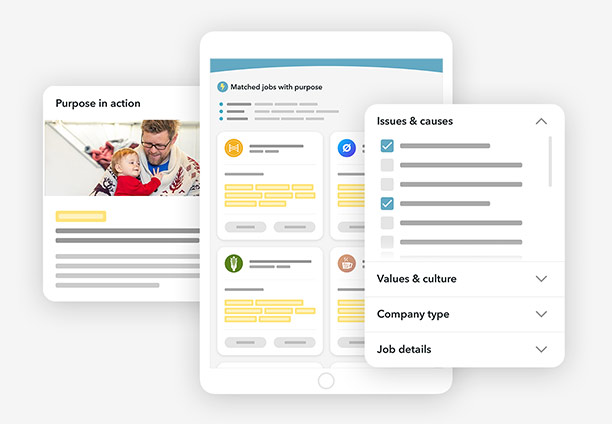 Purpose in action
Matched jobs with purpose
Issues & causes
Values & culture
Company type
Job details